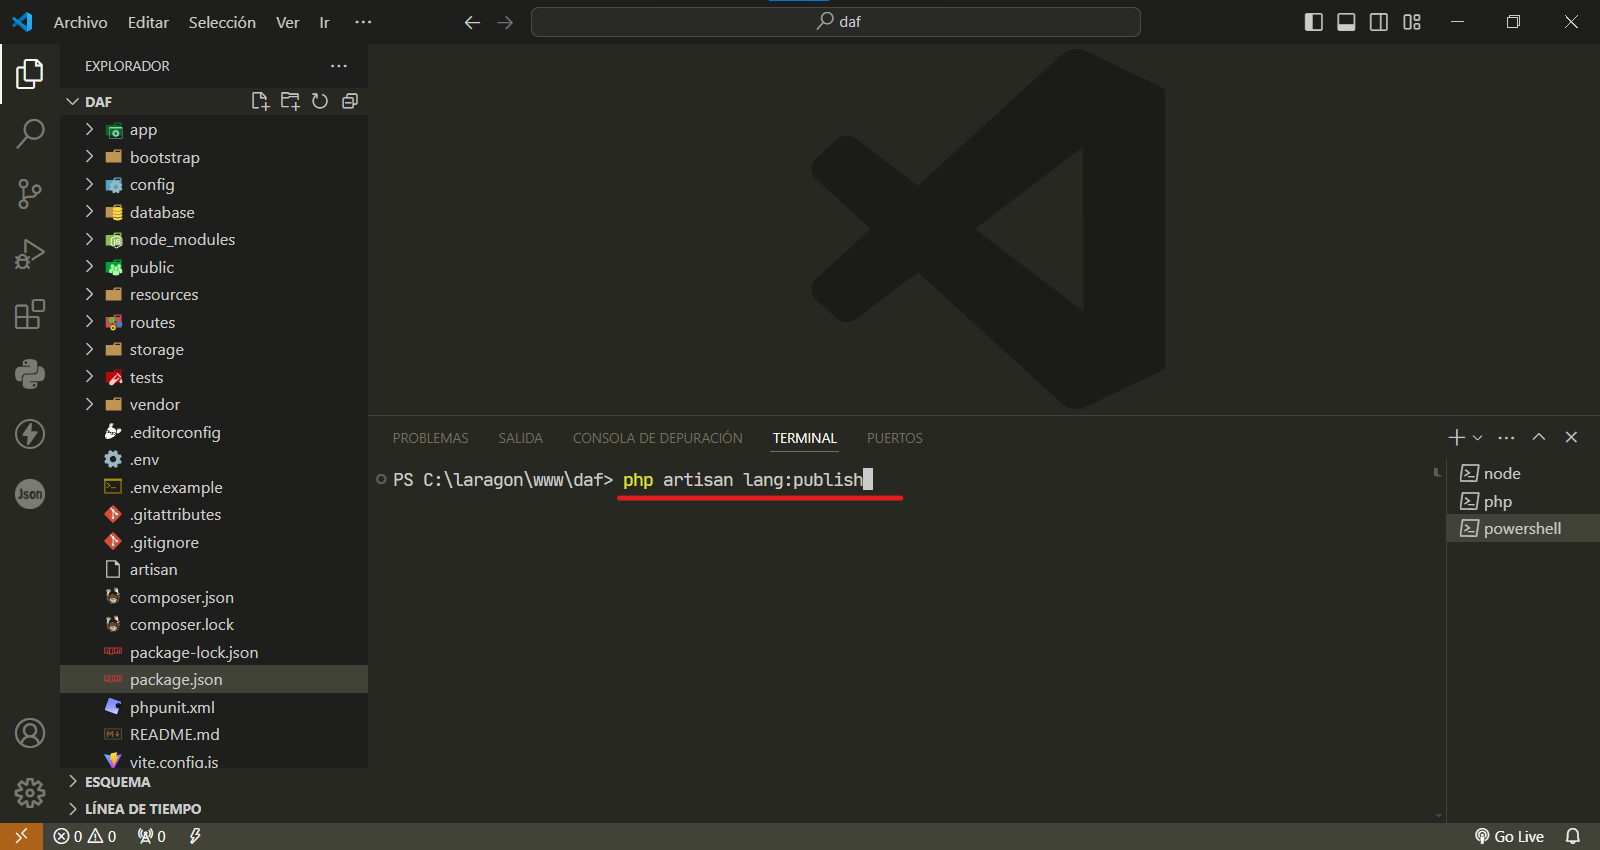 Archivo Editar Selección Ver Ir ···
daf
EXPLORADOR
DAF
app
bootstrap
config
database
node_modules
public
resources
routes
storage
tests
vendor
.editorconfig
.env
.env.example
.gitattributes
.gitignore
artisan
composer.json
composer.lock
package-lock.json
package.json
phpunit.xml
README.md
vite.config.js
ESQUEMA
LÍNEA DE TIEMPO
PROBLEMAS SALIDA CONSOLA DE DEPURACIÓN TERMINAL PUERTOS
PS C:\laragon\www\daf> php artisan lang:publish
node
php
powershell
Json
0 0 0
Go Live